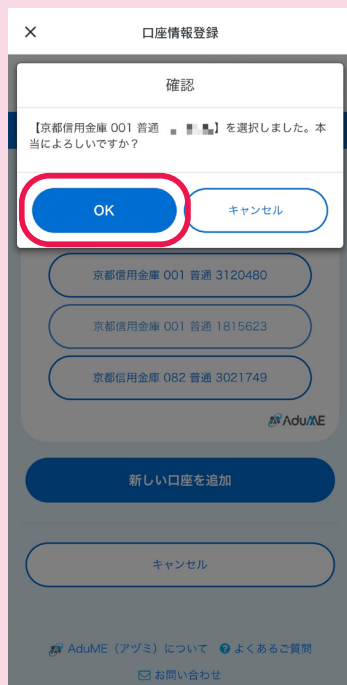 口座情報登録
確認
【京都信用金庫 001 普通 】を選択しました。本
当によろしいですか？
OK
キャンセル
京都信用金庫 001 普通 3120480
京都信用金庫 001 普通 1815623
京都信用金庫 082 普通 3021749
AduME
新しい口座を追加
キャンセル
AduME（アヅミ）について ? よくあるご質問
お問い合わせ